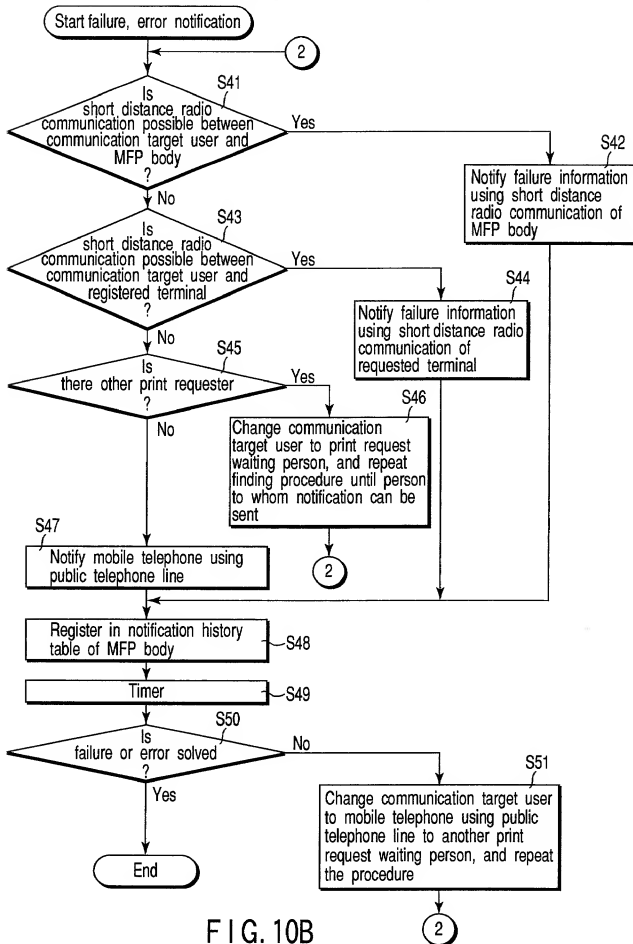 Start failure, error notification
2
S41
Is
short distance radio
communication possible between
communication target user and
MFP body
?
Yes
No
S42
Notify failure information
using short distance
radio communication of
MFP body
S43
Is
short distance radio
communication possible between
communication target user and
registered terminal
?
Yes
No
S44
Notify failure information
using short distance radio
communication of
requested terminal
S45
Is
there other print requester
?
Yes
No
S46
Change communication
target user to print request
waiting person, and repeat
finding procedure until person
to whom notification can be
sent
2
S47
Notify mobile telephone using
public telephone line
Register in notification history
table of MFP body
S48
Timer
S49
S50
Is
failure or error solved
?
No
Yes
S51
Change communication target user
to mobile telephone using public
telephone line to another print
request waiting person, and repeat
the procedure
End
2
FIG. 10B